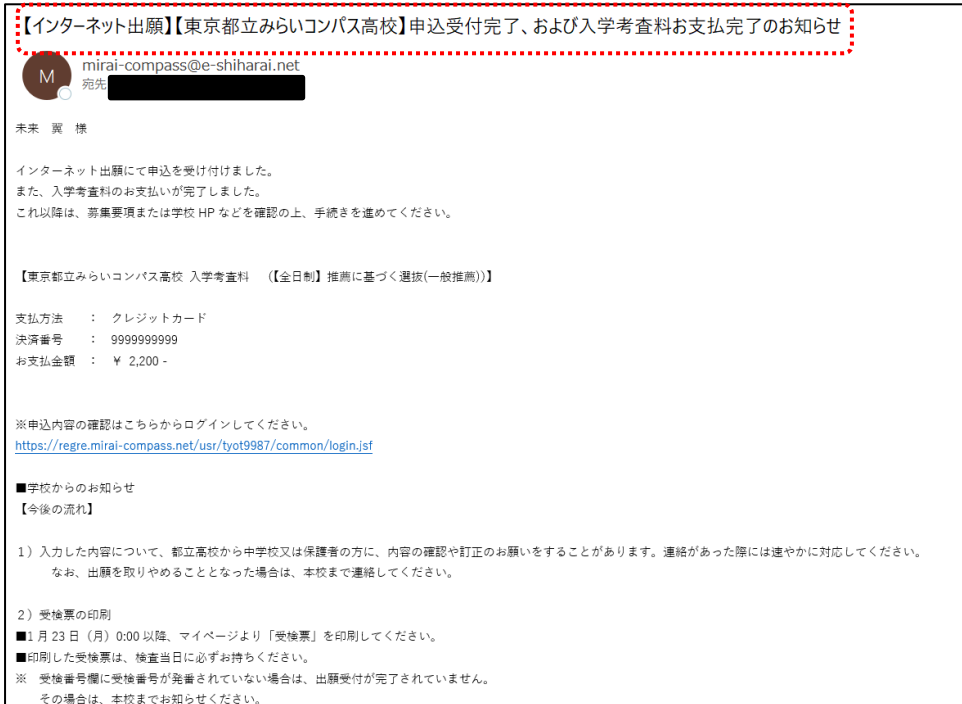 【インターネット出願】【東京都立みらいコンパス高校】申込受付完了、および入学考査料お支払完了のお知らせ
M
mirai-compass@e-shiharai.net
宛先
未来　翼　様
インターネット出願にて申込を受け付けました。
また、入学考査料のお支払いが完了しました。
これ以降は、募集要項または学校 HP などを確認の上、手続きを進めてください。
【東京都立みらいコンパス高校 入学考査料　（【全日制】推薦に基づく選抜(一般推薦))】
支払方法　：　クレジットカード
決済番号　：　9999999999
お支払金額　：　￥ 2,200 -
※申込内容の確認はこちらからログインしてください。
https://regre.mirai-compass.net/usr/tyot9987/common/login.jsf
■学校からのお知らせ
【今後の流れ】
１）入力した内容について、都立高校から中学校又は保護者の方に、内容の確認や訂正のお願いをすることがあります。連絡があった際には速やかに対応してください。
なお、出願を取りやめることとなった場合は、本校まで連絡してください。
２）受検票の印刷
■1 月 23 日（月）0:00 以降、マイページより「受検票」を印刷してください。
■印刷した受検票は、検査当日に必ずお持ちください。
※　受検番号欄に受検番号が発番されていない場合は、出願受付が完了されていません。
その場合は、本校までお知らせください。